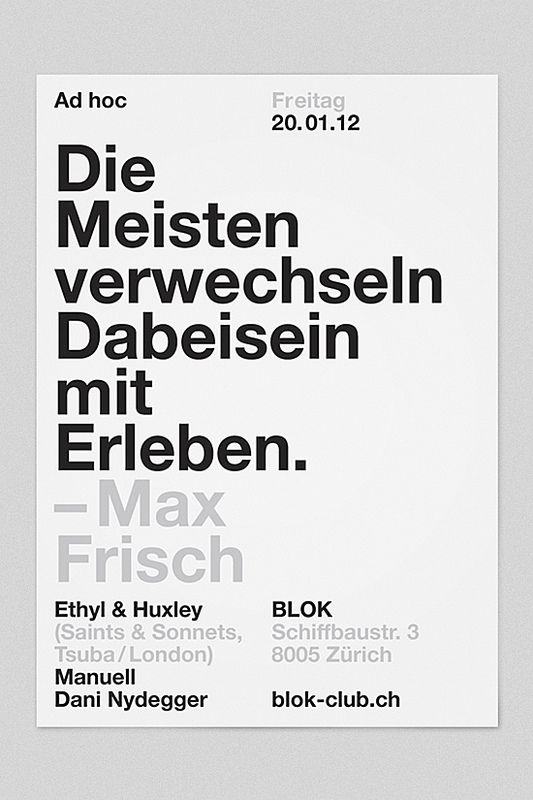 Ad hoc
Freitag
20.01.12
Die
Meisten
verwechseln
Dabeisein
mit
Erleben.
– Max
Frisch
Ethyl & Huxley
(Saints & Sonnets,
Tsuba / London)
Manuell
Dani Nydegger
BLOK
Schiffbaustr. 3
8005 Zürich
blok-club.ch